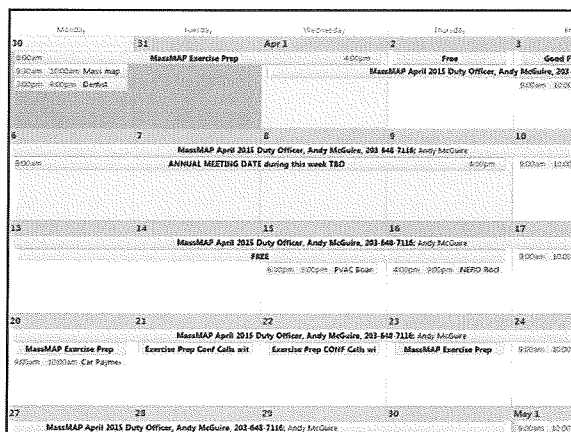 Monday Tuesday Wednesday Thursday Fri
30 31 Apr 1 2 3
8:00am MassMAP Exercise Prep 4:00pm Free Good F
9:30am 10:00am Mass map MassMAP April 2015 Duty Officer, Andy McGuire, 203-
3:00pm 4:00pm Dentist 9:00am 10:00
6 7 8 9 10
MassMAP April 2015 Duty Officer, Andy McGuire, 203-648-7116; Andy McGuire
8:00am ANNUAL MEETING DATE during this week TBD 4:00pm 9:00am 10:00
13 14 15 16 17
MassMAP April 2015 Duty Officer, Andy McGuire, 203-648-7116; Andy McGuire
FREE 9:00am 10:00
PVAC Boar 4:00pm 9:00pm NERO
20 21 22 23 24
MassMAP April 2015 Duty Officer, Andy McGuire, 203-648-7116; Andy McGuire
MassMAP Exercise Prep Exercise Prep Conf Calls wit Exercise Prep CONF Calls wi MassMAP Exercise Prep 9:00am 10:00
9:00am 10:00am Car Paymen
27 28 29 30 May 1
MassMAP April 2015 Duty Officer, Andy McGuire, 203-648-7116; Andy McGuire 9:00am 10:00